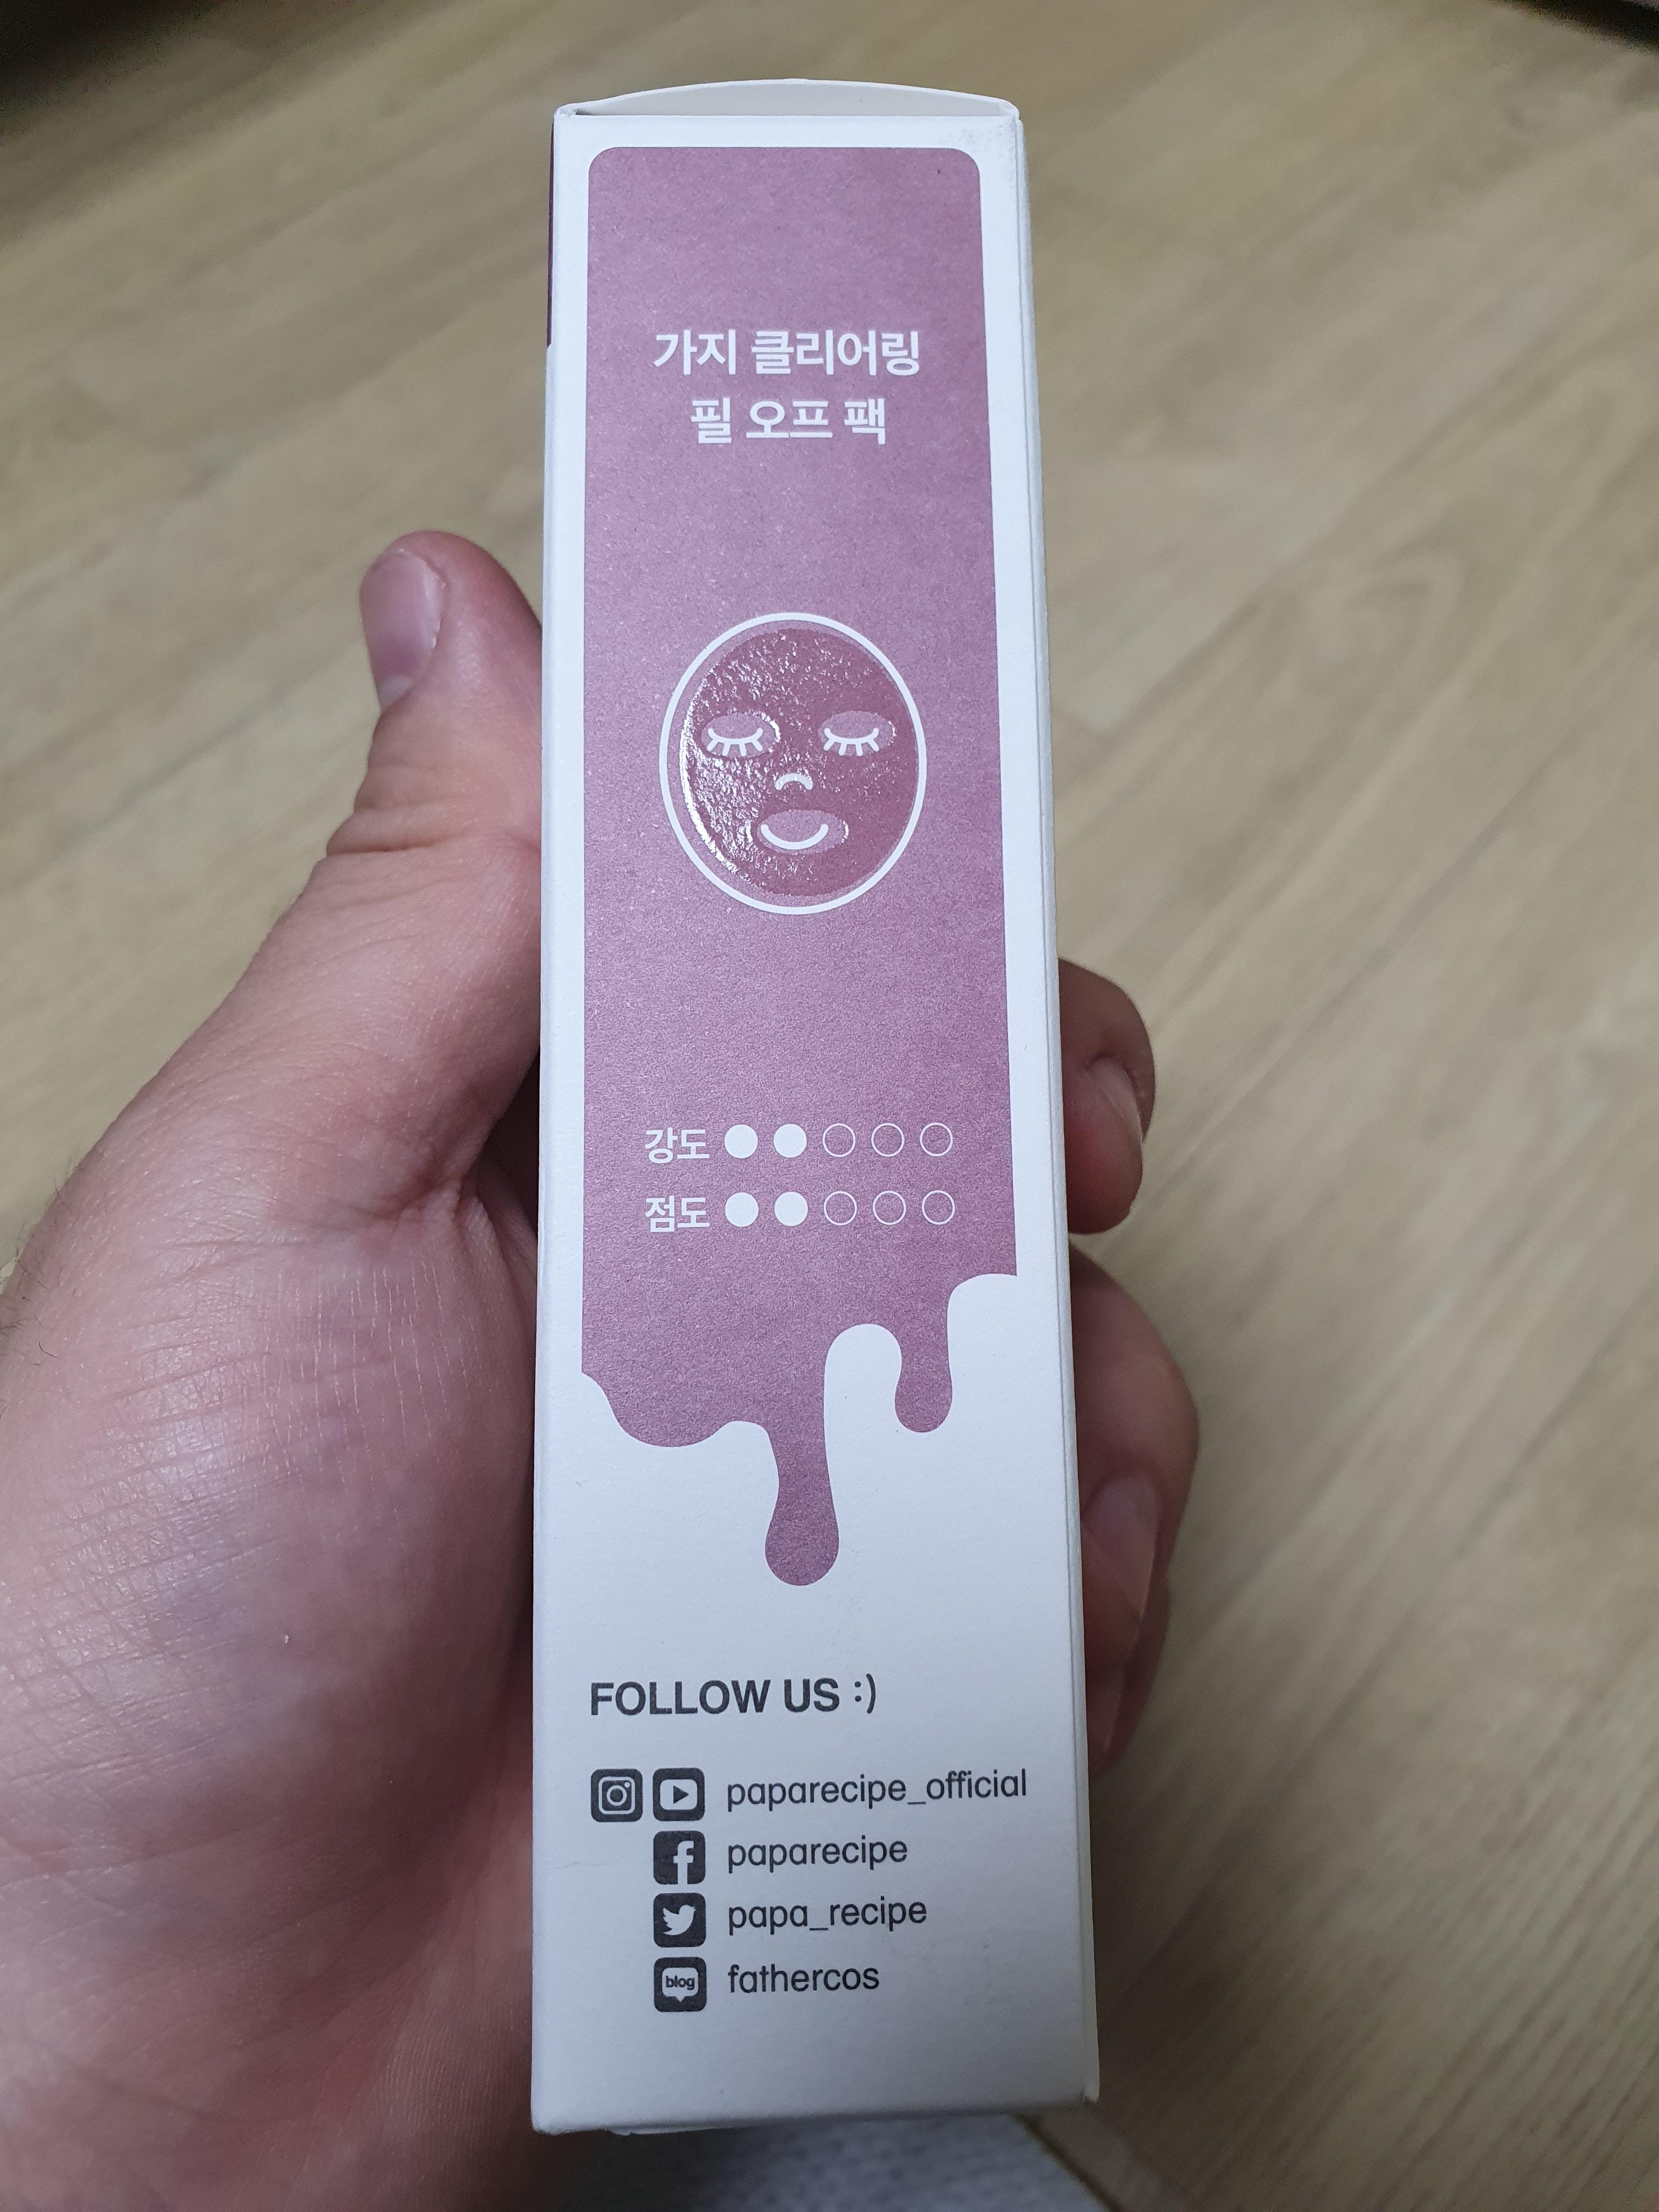 가지 클리어링
필 오프 팩
강도
점도
FOLLOW US :)
paparecipe_official
paparecipe
papa_recipe
blog fathercos